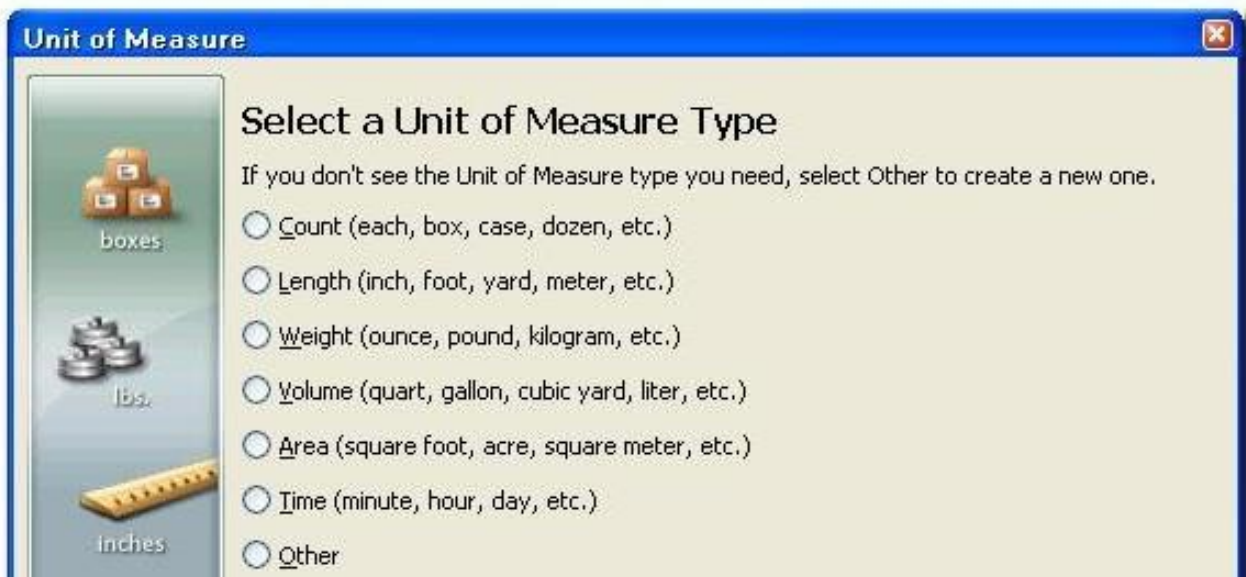 Unit of Measure
Select a Unit of Measure Type
If you don't see the Unit of Measure type you need, select Other to create a new one.
Count (each, box, case, dozen, etc.)
Length (inch, foot, yard, meter, etc.)
Weight (ounce, pound, kilogram, etc.)
Volume (quart, gallon, cubic yard, liter, etc.)
Area (square foot, acre, square meter, etc.)
Time (minute, hour, day, etc.)
Other
boxes
lbs.
inches